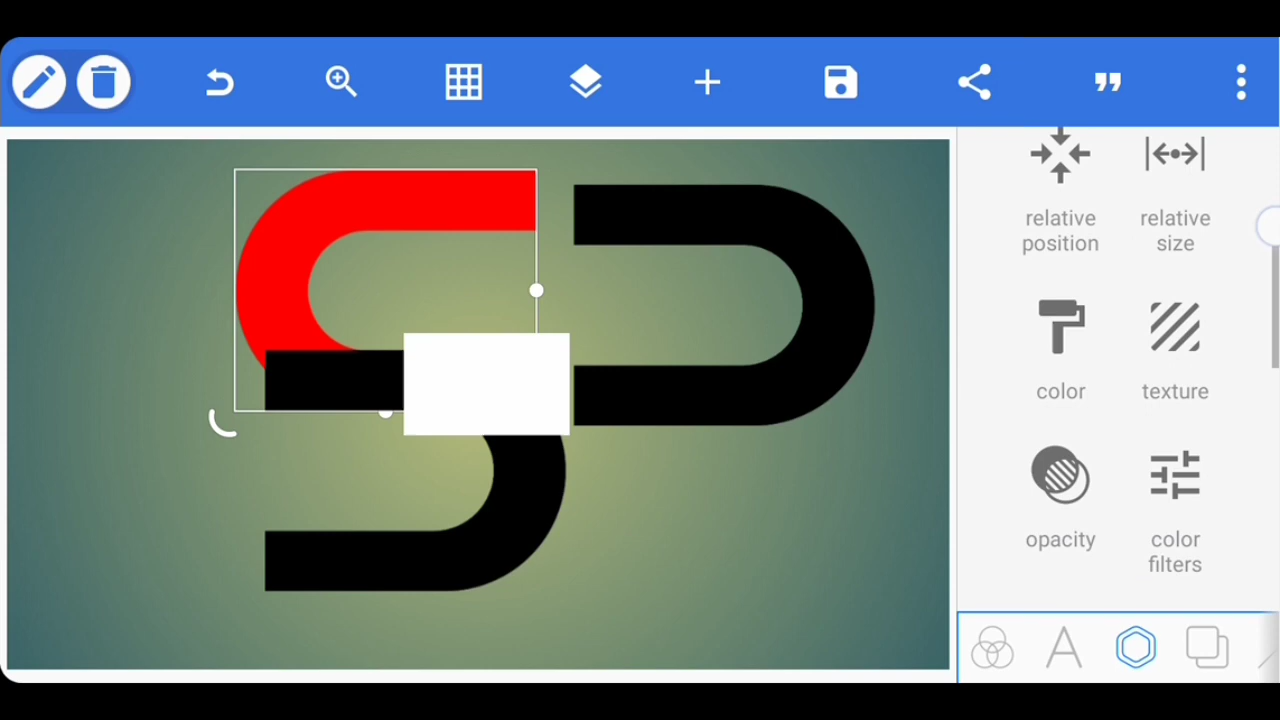 relative
position
relative
size
color
texture
opacity
color
filters